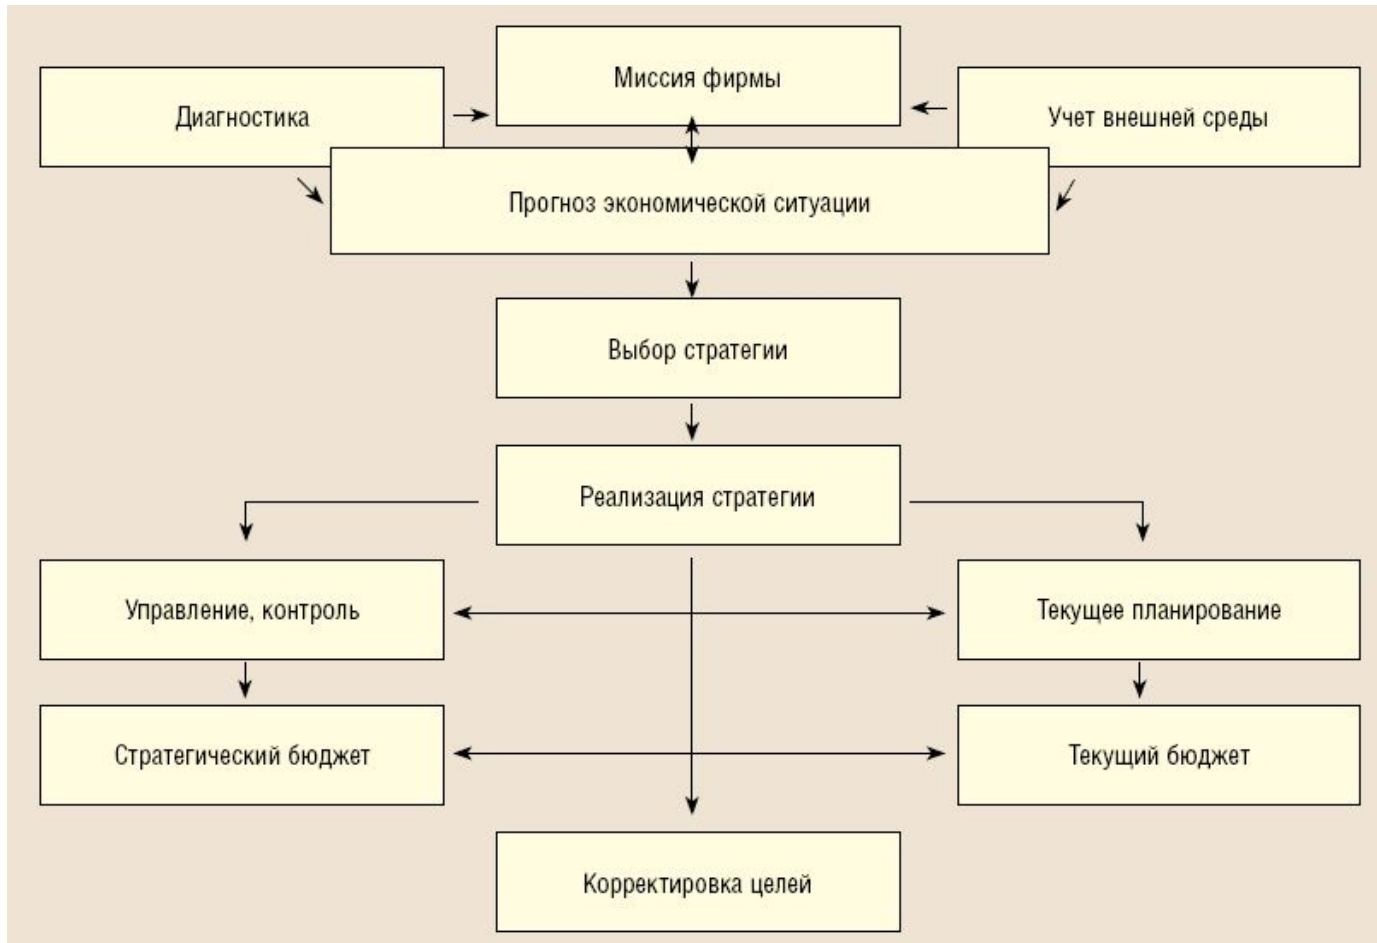 Миссия фирмы
Диагностика
Учет внешней среды
Прогноз экономической ситуации
Выбор стратегии
Реализация стратегии
Управление, контроль
Текущее планирование
Стратегический бюджет
Текущий бюджет
Корректировка целей